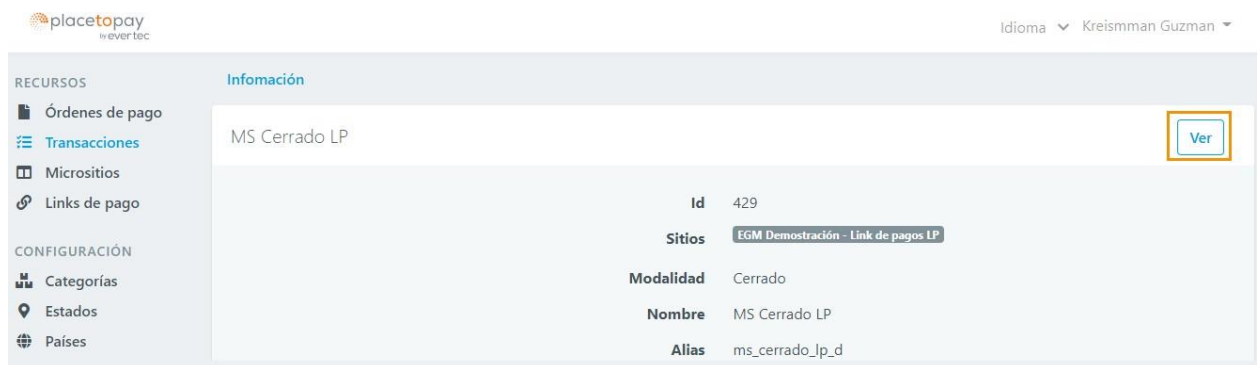 placetopay
by evertec
Idioma Kreismman Guzman
RECURSOS
Órdenes de pago
Transacciones
Micrositios
Links de pago
CONFIGURACIÓN
Categorías
Estados
Países
Infomación
MS Cerrado LP
Ver
Id 429
Sitios EGM Demostración - Link de pagos LP
Modalidad Cerrado
Nombre MS Cerrado LP
Alias ms_cerrado_lp_d